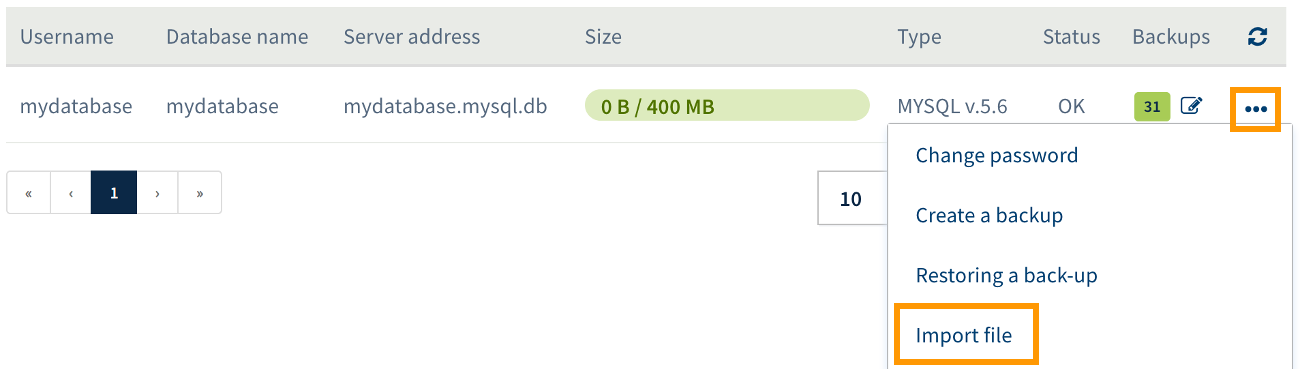 Username Database name Server address Size Type Status Backups
mydatabase mydatabase mydatabase.mysql.db 0 B / 400 MB MYSQL v.5.6 OK 31 •••
Change password
« ‹ 1 › » 10
Create a backup
Restoring a back-up
Import file